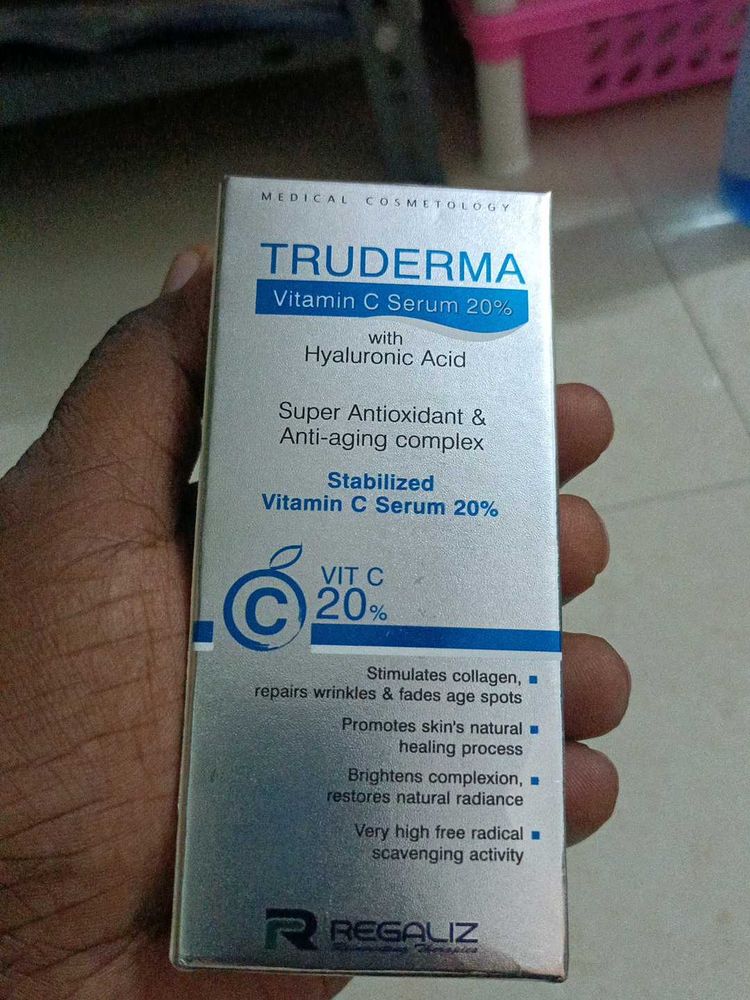 MEDICAL COSMETOLOGY
TRUDERMA
Vitamin C Serum 20%
with
Hyaluronic Acid
Super Antioxidant &
Anti-aging complex
Stabilized
Vitamin C Serum 20%
C
VIT C
20%
Stimulates collagen,
repairs wrinkles & fades age spots
Promotes skin's natural
healing process
Brightens complexion,
restores natural radiance
Very high free radical
scavenging activity
R REGALIZ
Therapies